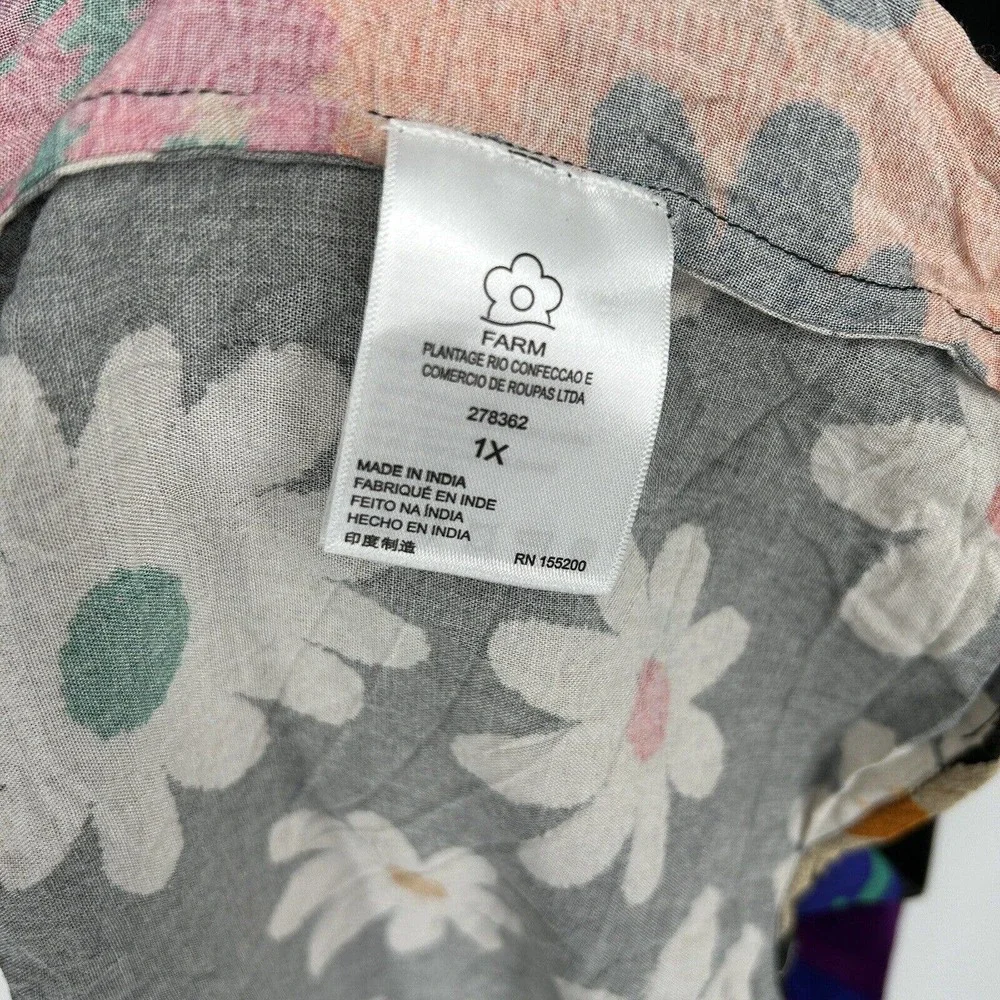 FARM
PLANTAGE RIO CONFECCAO E
COMERCIO DE ROUPAS LTDA
278362
1X
MADE IN INDIA
FABRIQUÉ EN INDE
FEITO NA ÍNDIA
HECHO EN INDIA
印度制造
RN 155200